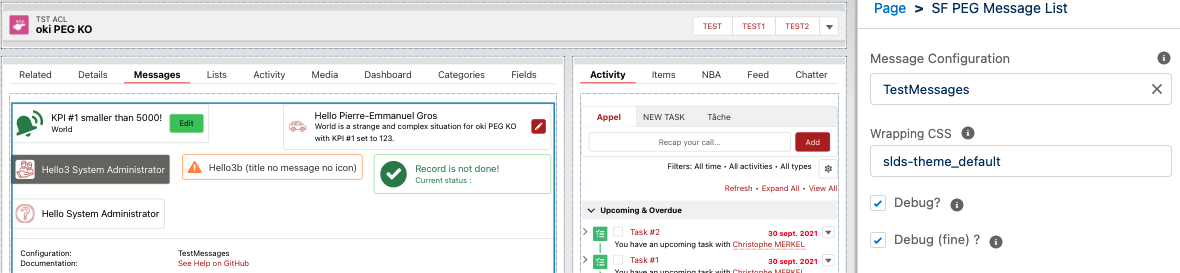 TST ACL
oki PEG KO
TEST TEST1 TEST2
Related Details Messages Lists Activity Media Dashboard Categories Fields
KPI #1 smaller than 5000!
World
Edit
Hello Pierre-Emmanuel Gros
World is a strange and complex situation for oki PEG KO
with KPI #1 set to 123.
Hello3 System Administrator
Hello3b (title no message no icon)
Record is not done!
Current status :
Hello System Administrator
Configuration: TestMessages
Documentation: See Help on GitHub
Activity Items NBA Feed Chatter
Appel NEW TASK Tâche
Recap your call... Add
Filters: All time • All activities • All types
Refresh • Expand All • View All
Upcoming & Overdue
Task #2 30 sept. 2021
You have an upcoming task with Christophe MERKEL
Task #1 30 sept. 2021
You have an upcoming task with Christophe MERKEL
Page > SF PEG Message List
Message Configuration
TestMessages
Wrapping CSS
slds-theme_default
Debug?
Debug (fine) ?